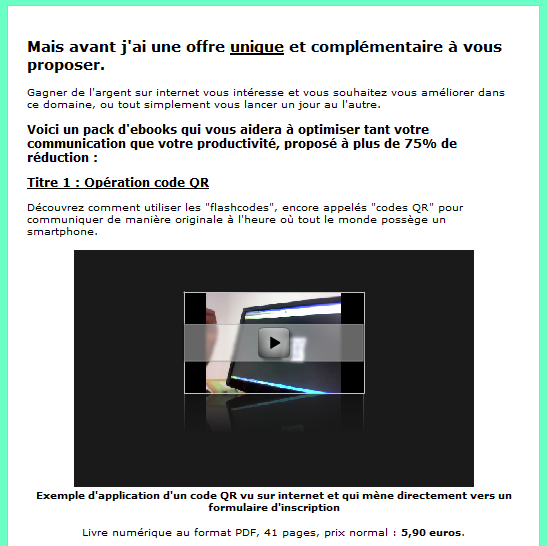 Mais avant j'ai une offre unique et complémentaire à vous
proposer.
Gagner de l'argent sur internet vous intéresse et vous souhaitez vous améliorer dans
ce domaine, ou tout simplement vous lancer un jour au l'autre.
Voici un pack d'ebooks qui vous aidera à optimiser tant votre
communication que votre productivité, proposé à plus de 75% de
réduction :
Titre 1 : Opération code QR
Découvrez comment utiliser les "flashcodes", encore appelés "codes QR" pour
communiquer de manière originale à l'heure où tout le monde possège un
smartphone.
Exemple d'application d'un code QR vu sur internet et qui mène directement vers un
formulaire d'inscription
Livre numérique au format PDF, 41 pages, prix normal : 5,90 euros.